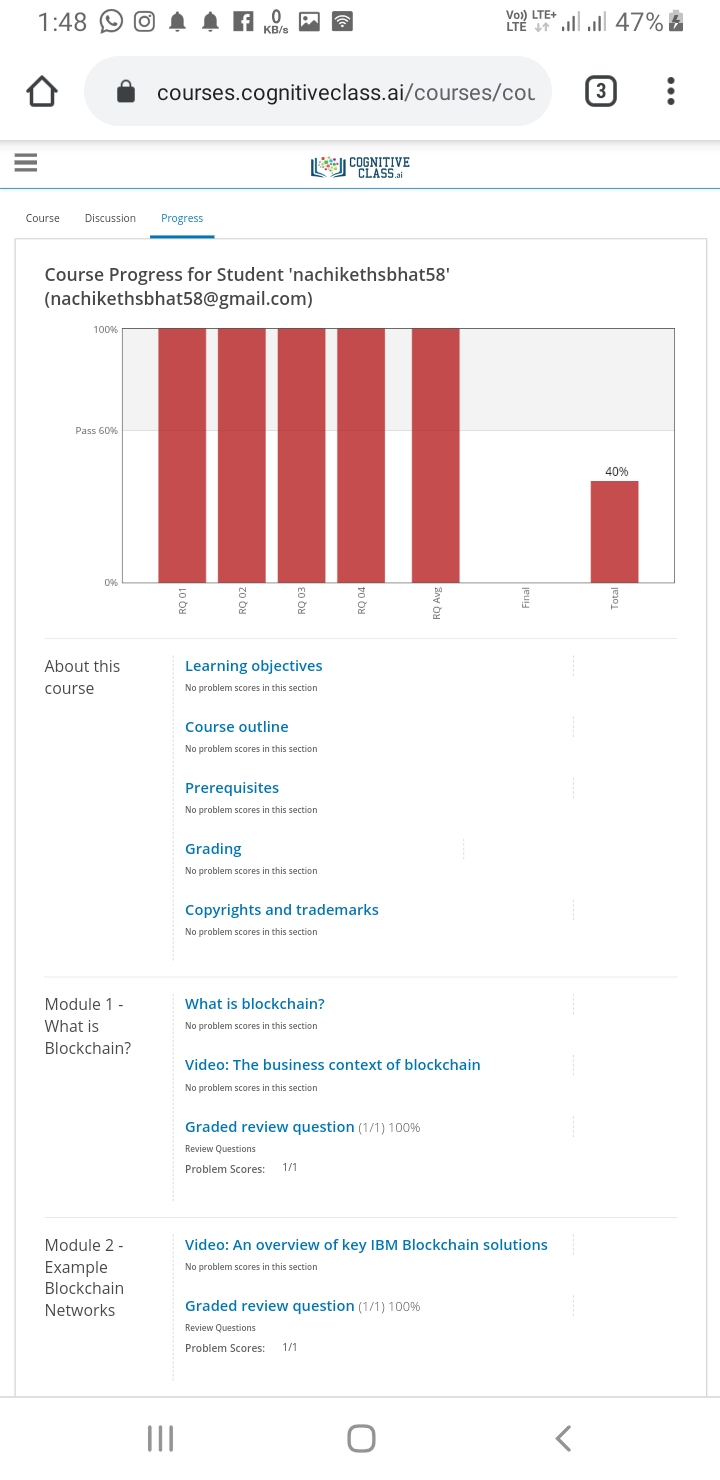 1:48 0 KB/s Vo) LTE LTE+ 47%
courses.cognitiveclass.ai/courses/cou 3
COGNITIVE
CLASS.ai
Course Discussion Progress
Course Progress for Student 'nachikethsbhat58'
(nachikethsbhat58@gmail.com)
100%
Pass 60%
40%
0%
RQ 01 RQ 02 RQ 03 RQ 04 RQ Avg Final Total
About this
course
Learning objectives
No problem scores in this section
Course outline
No problem scores in this section
Prerequisites
No problem scores in this section
Grading
No problem scores in this section
Copyrights and trademarks
No problem scores in this section
Module 1 -
What is
Blockchain?
What is blockchain?
No problem scores in this section
Video: The business context of blockchain
No problem scores in this section
Graded review question (1/1) 100%
Review Questions
Problem Scores: 1/1
Module 2 -
Example
Blockchain
Networks
Video: An overview of key IBM Blockchain solutions
No problem scores in this section
Graded review question (1/1) 100%
Review Questions
Problem Scores: 1/1